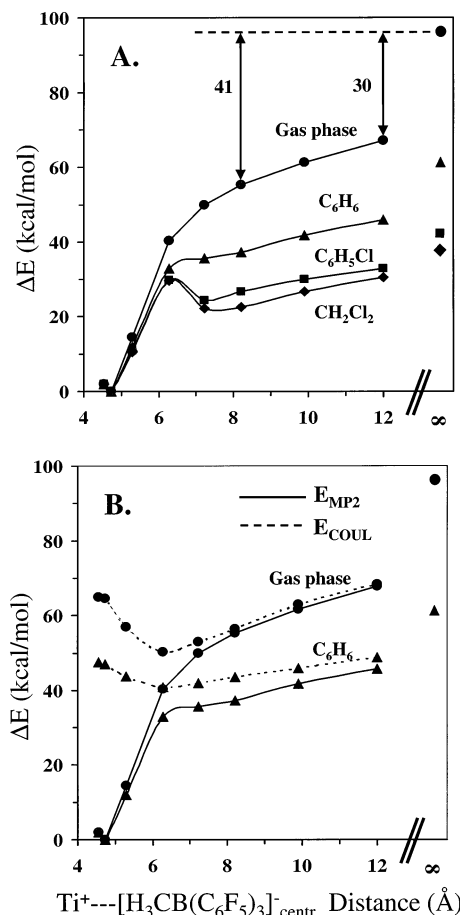 100
A.
80
41
30
Gas phase
60
C₆H₆
40
C₆H₅Cl
20
CH₂Cl₂
0
4 6 8 10 12 ∞
ΔE (kcal/mol)
100
B.
E_MP2
E_COUL
80
Gas phase
60
C₆H₆
40
20
0
4 6 8 10 12 ∞
ΔE (kcal/mol)
Ti⁺---[H₃CB(C₆F₅)₃]⁻centr. Distance (Å)